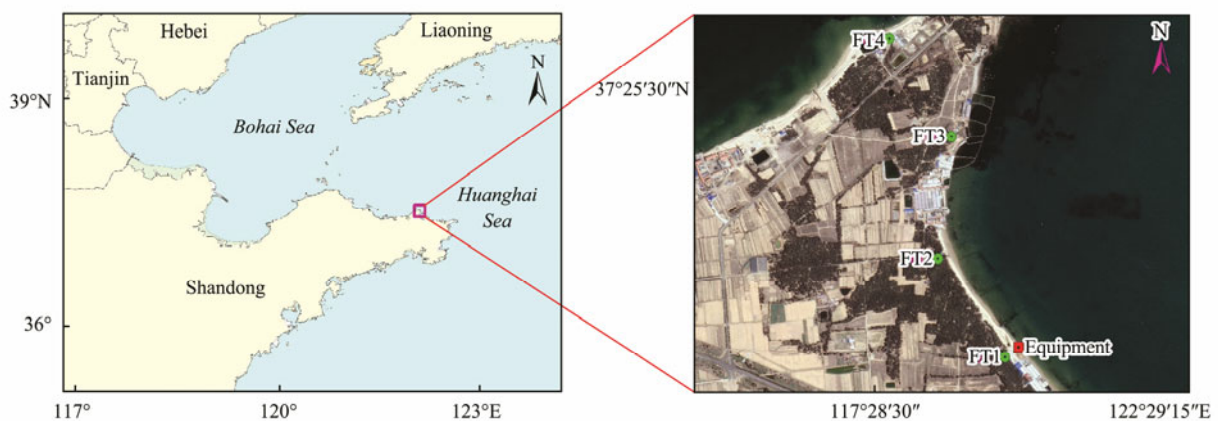 Hebei
Liaoning
Tianjin
N
39°N
Bohai Sea
Huanghai
Sea
Shandong
36°
117°
120°
123°E
FT4
N
37°25′30″N
FT3
FT2
FT1
Equipment
117°28′30″
122°29′15″E